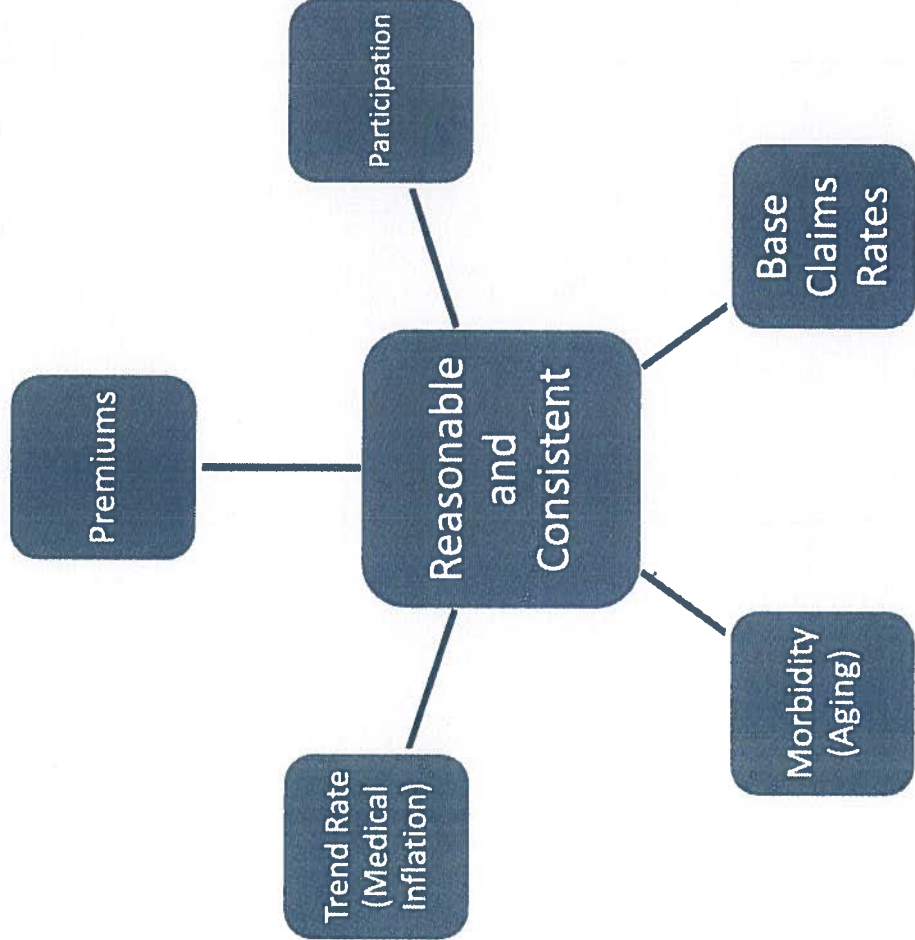 Premiums
Trend Rate
(Medical
Inflation)
Participation
Reasonable
and
Consistent
Morbidity
(Aging)
Base
Claims
Rates